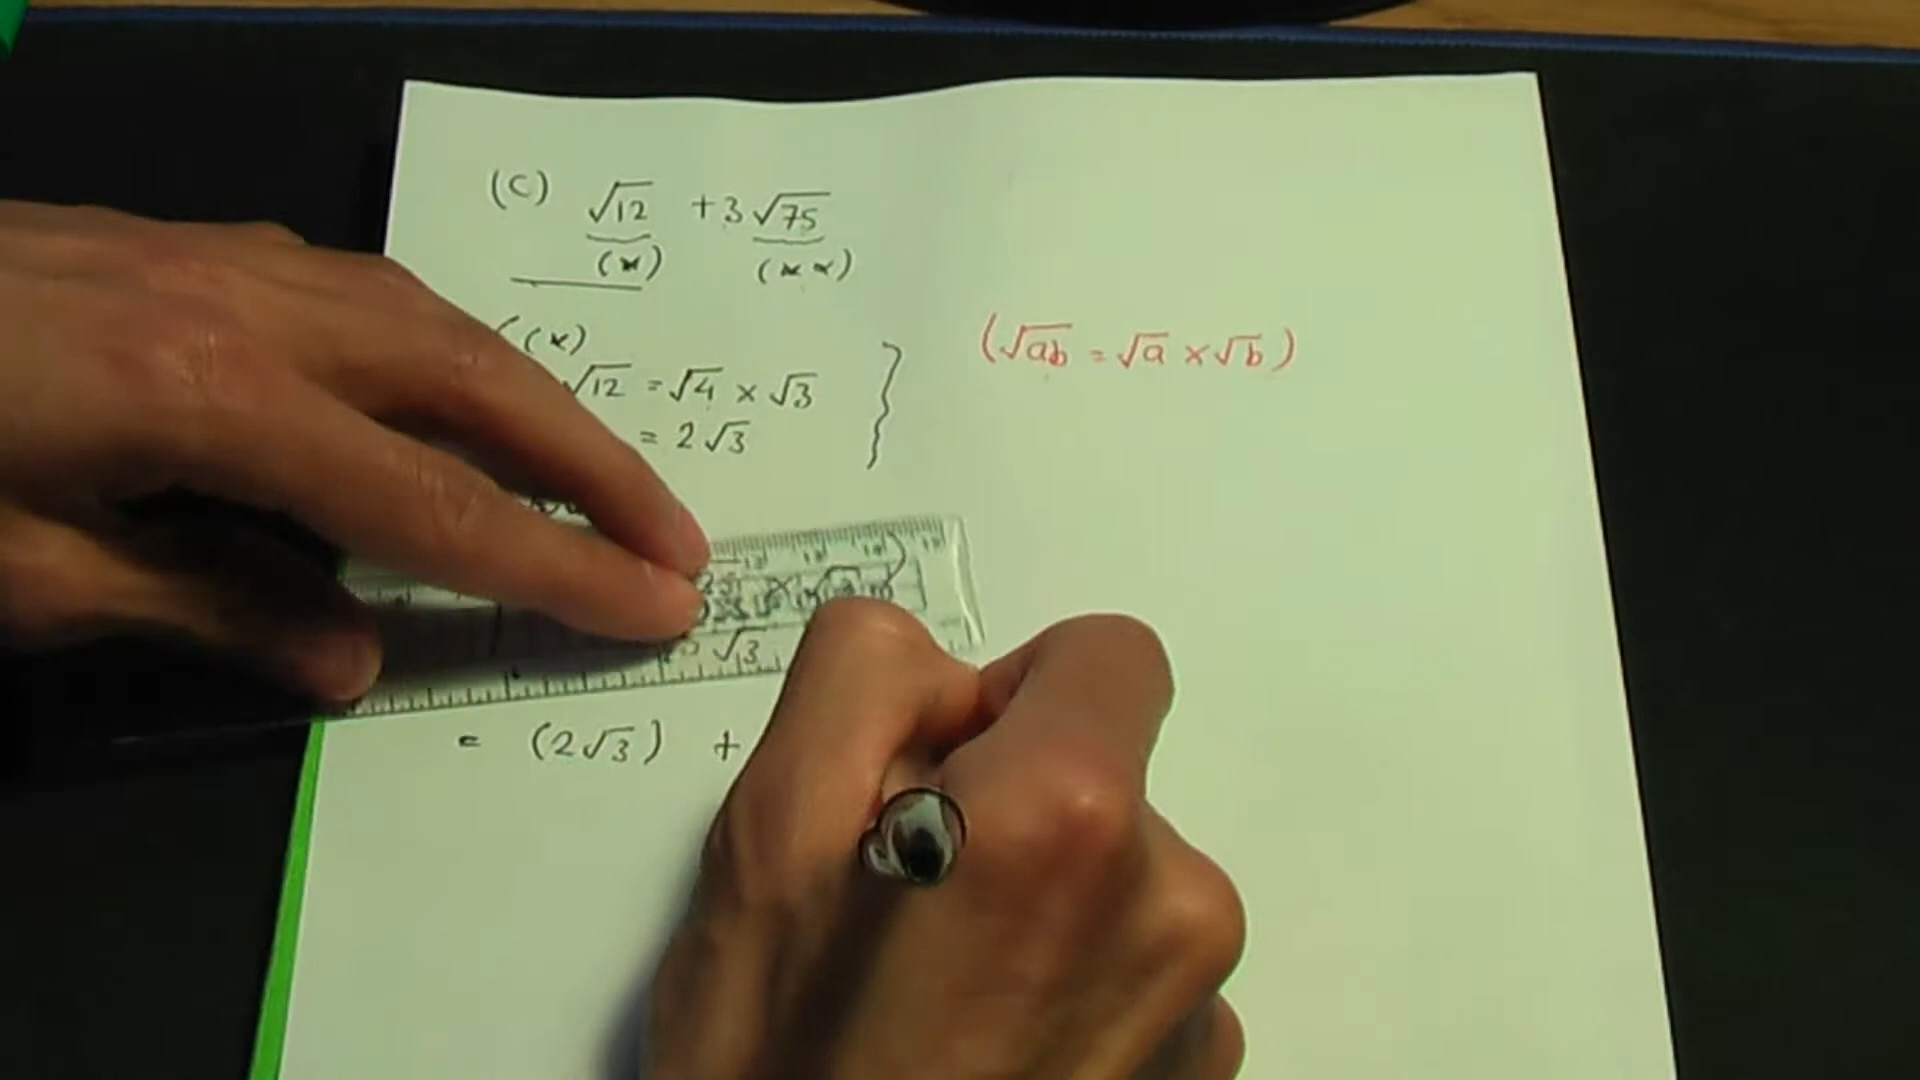 (C) √12 + 3√75
(*) (**)
(*)
√12 = √4 × √3
= 2√3
(√ab = √a × √b)
√3
= (2√3) +